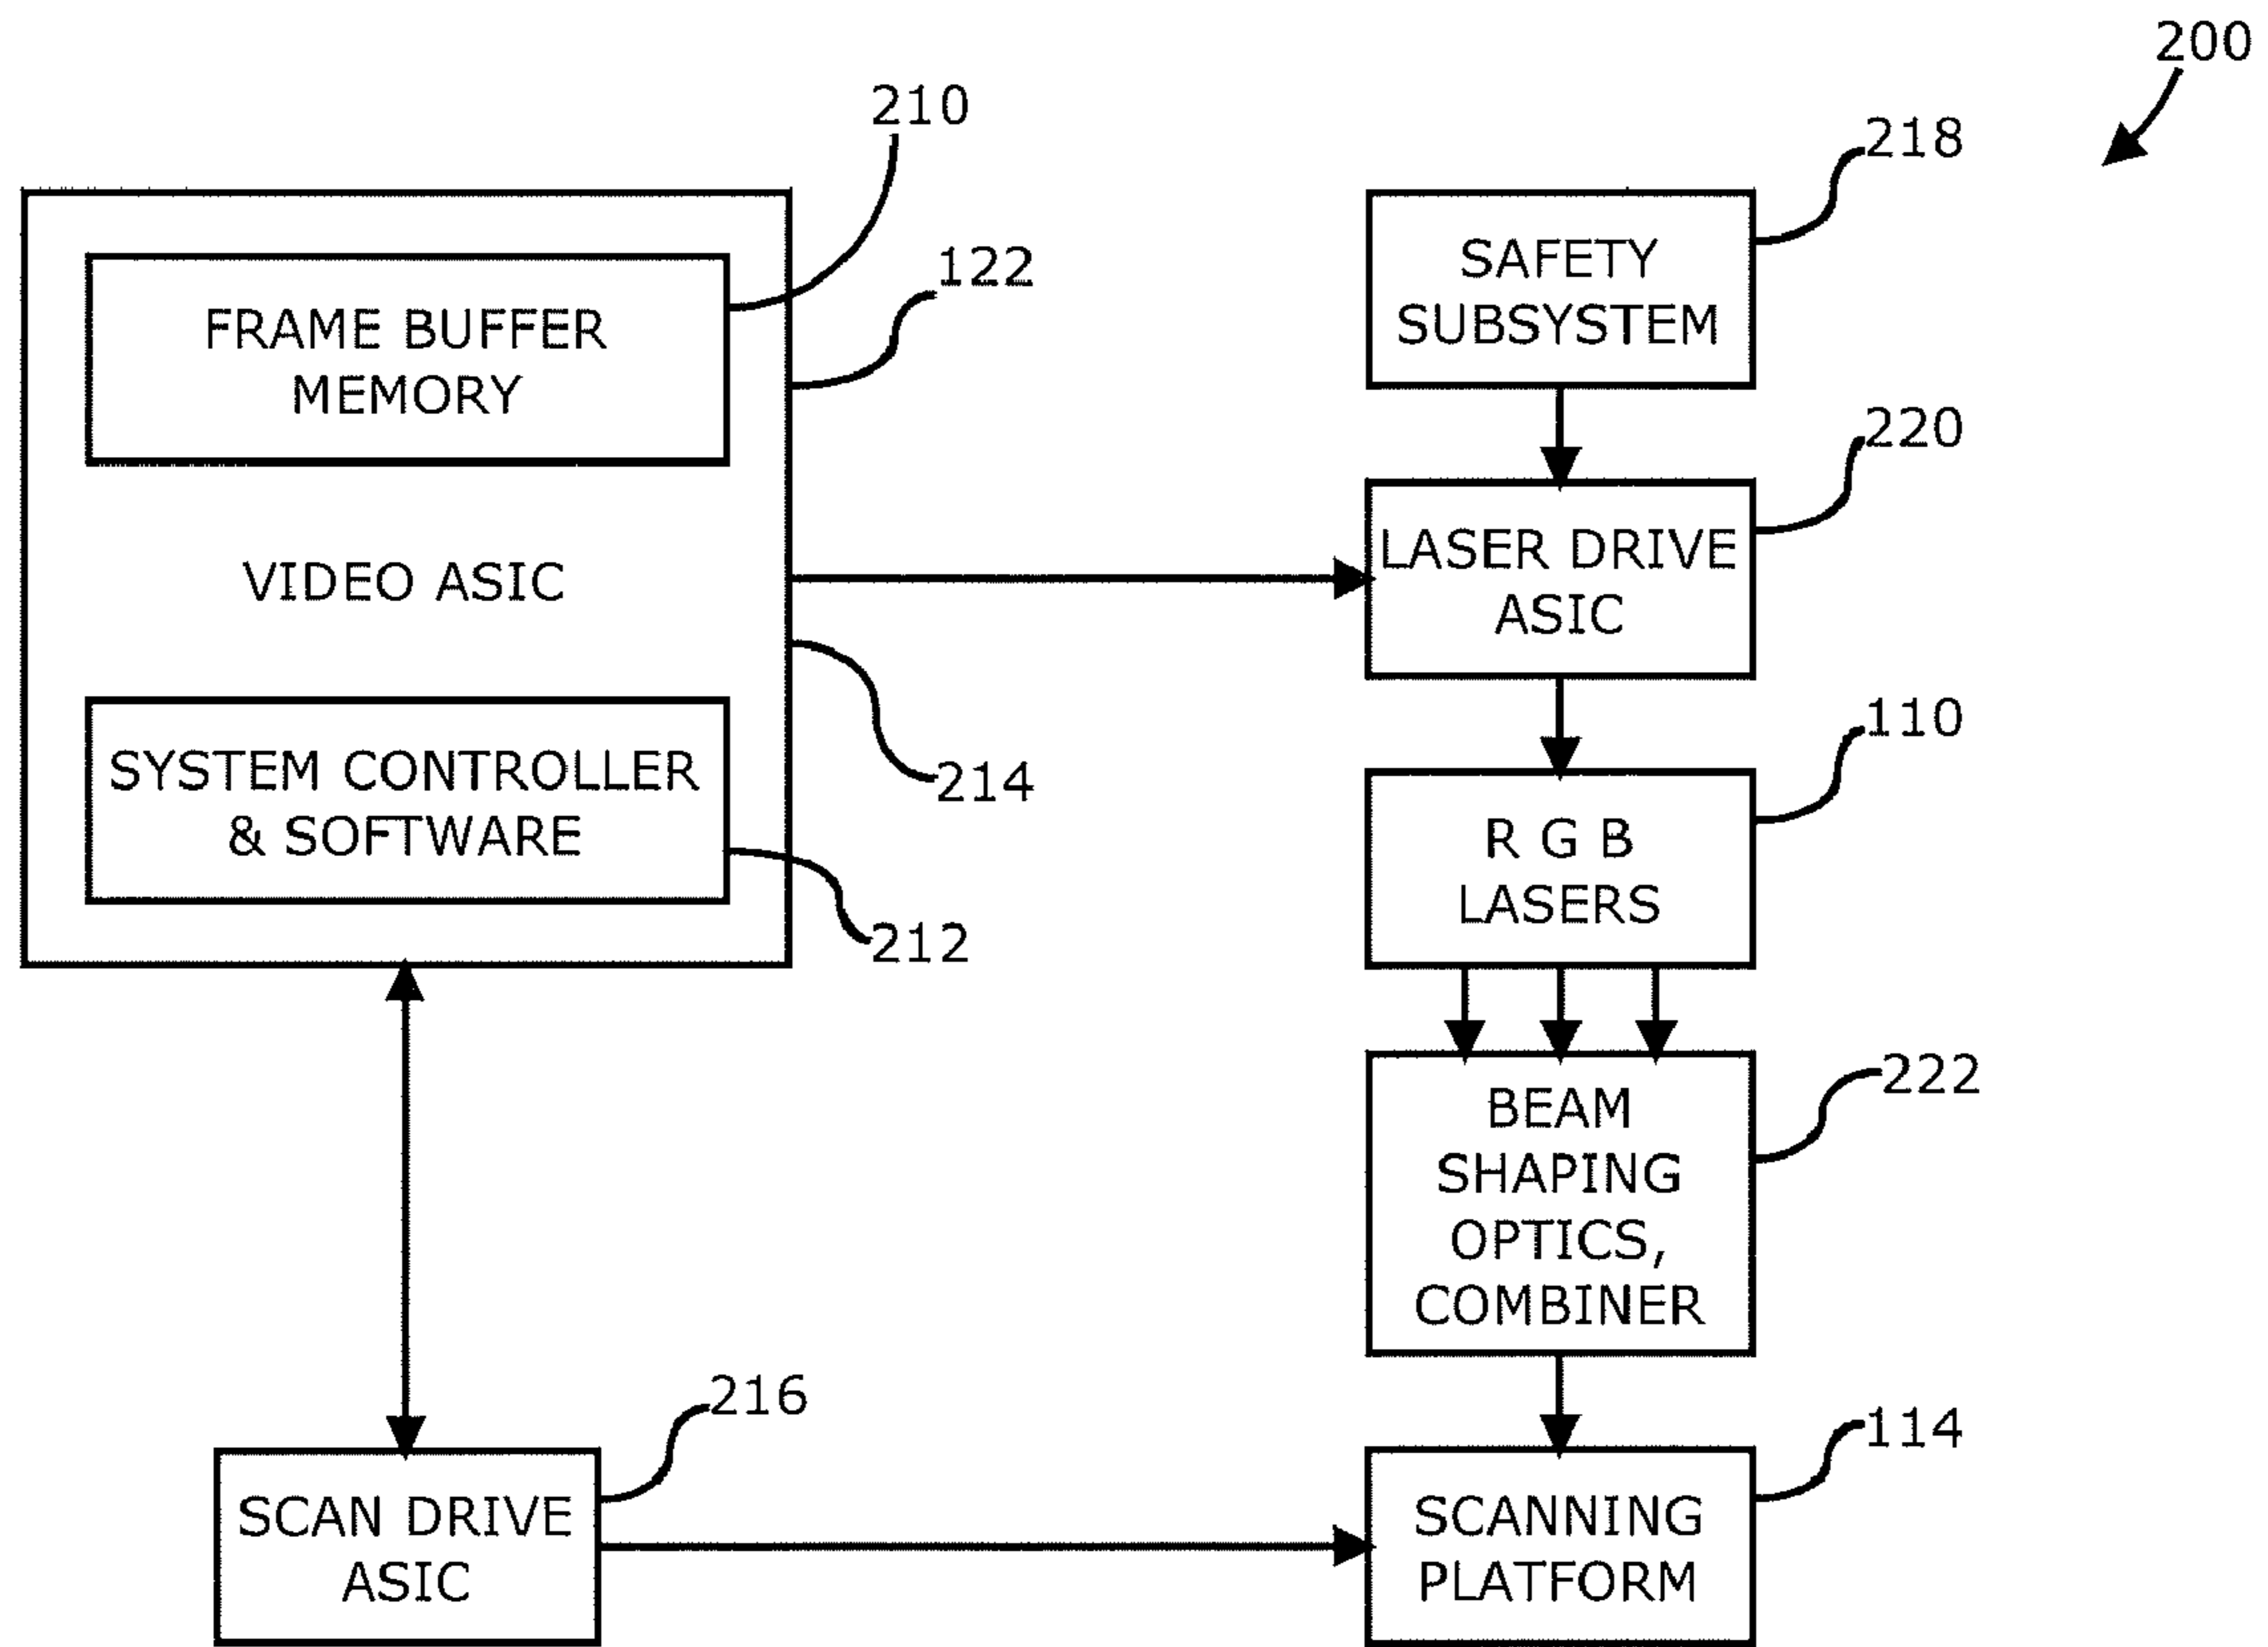 200
210
218
122
SAFETY
SUBSYSTEM
FRAME BUFFER
MEMORY
220
VIDEO ASIC
LASER DRIVE
ASIC
110
SYSTEM CONTROLLER
& SOFTWARE
214
R G B
LASERS
212
222
BEAM
SHAPING
OPTICS,
COMBINER
216
114
SCAN DRIVE
ASIC
SCANNING
PLATFORM